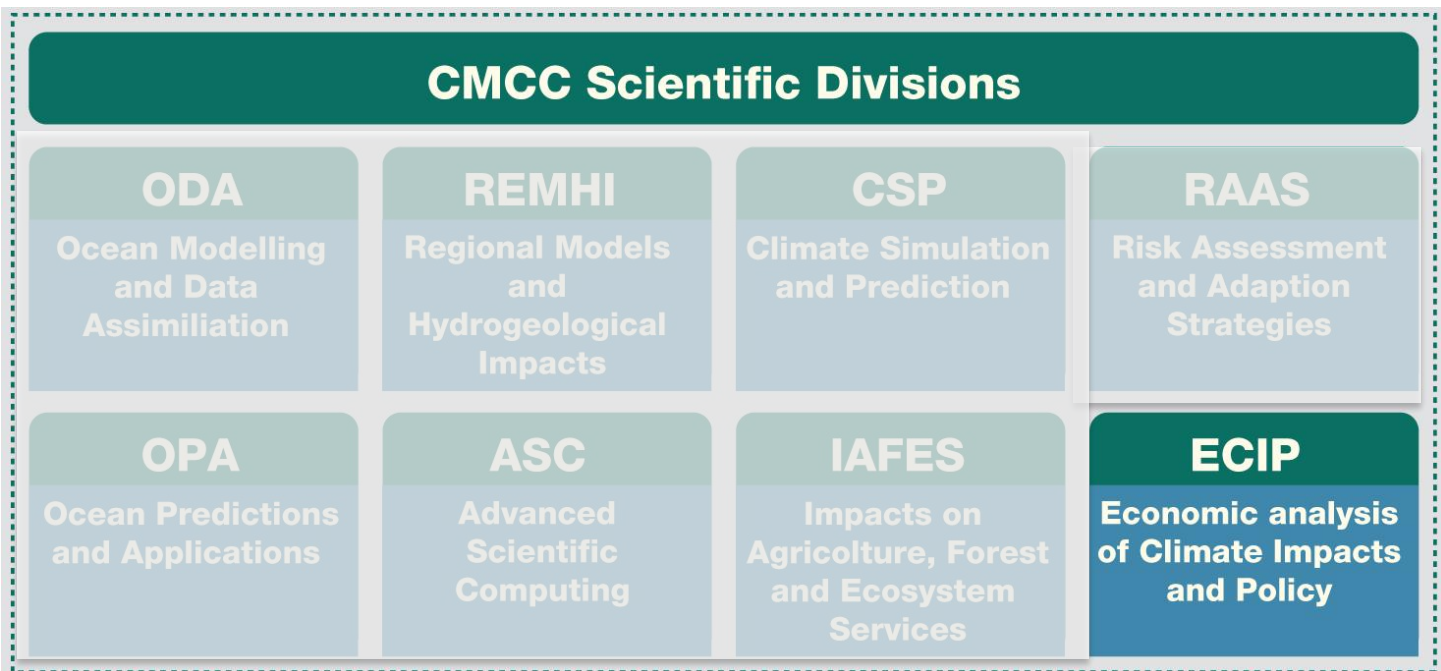 CMCC Scientific Divisions
ODA
Ocean Modelling
and Data
Assimiliation
REMHI
Regional Models
and
Hydrogeological
Impacts
CSP
Climate Simulation
and Prediction
RAAS
Risk Assessment
and Adaption
Strategies
OPA
Ocean Predictions
and Applications
ASC
Advanced
Scientific
Computing
IAFES
Impacts on
Agricolture, Forest
and Ecosystem
Services
ECIP
Economic analysis
of Climate Impacts
and Policy